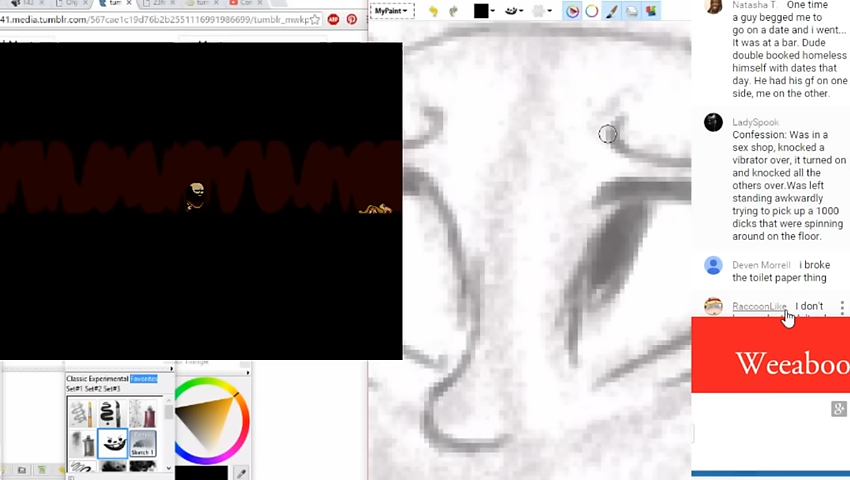 41.media.tumblr.com/567cae1c19d76b2b2551116991986699/tumblr_mwkp
MyPaint
Natasha T. One time
a guy begged me to
go on a date and i went...
It was at a bar. Dude
double booked homeless
himself with dates that
day. He had his gf on one
side, me on the other.
LadySpook
Confession: Was in a
sex shop, knocked a
vibrator over, it turned on
and knocked all the
others over.Was left
standing awkwardly
trying to pick up a 1000
dicks that were spinning
around on the floor.
Deven Morrell i broke
the toilet paper thing
RaccoonLike I don't
Weeaboo
Triangle
Classic Experimental Favorites
Set#1 Set#2 Set#3
Sketch 1
ABP
g+